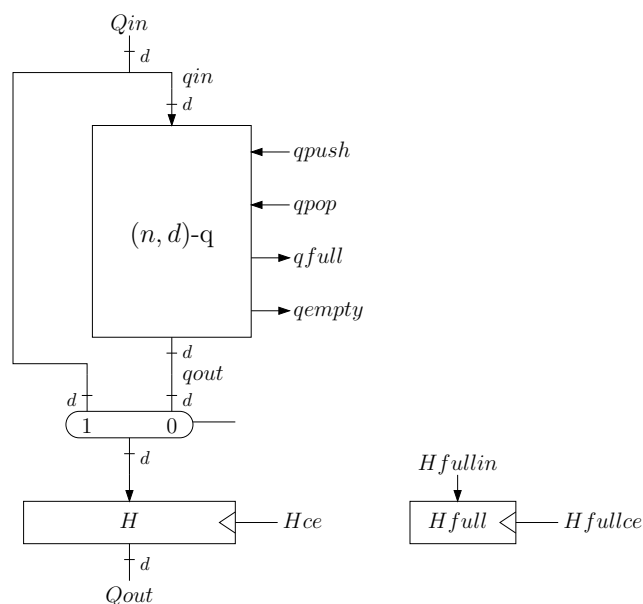 Qin
d
qin
d
qpush
qpop
(n, d)-q
qfull
qempty
d
qout
d d
1 0
d
Hfullin
H Hce Hfull Hfullce
d
Qout